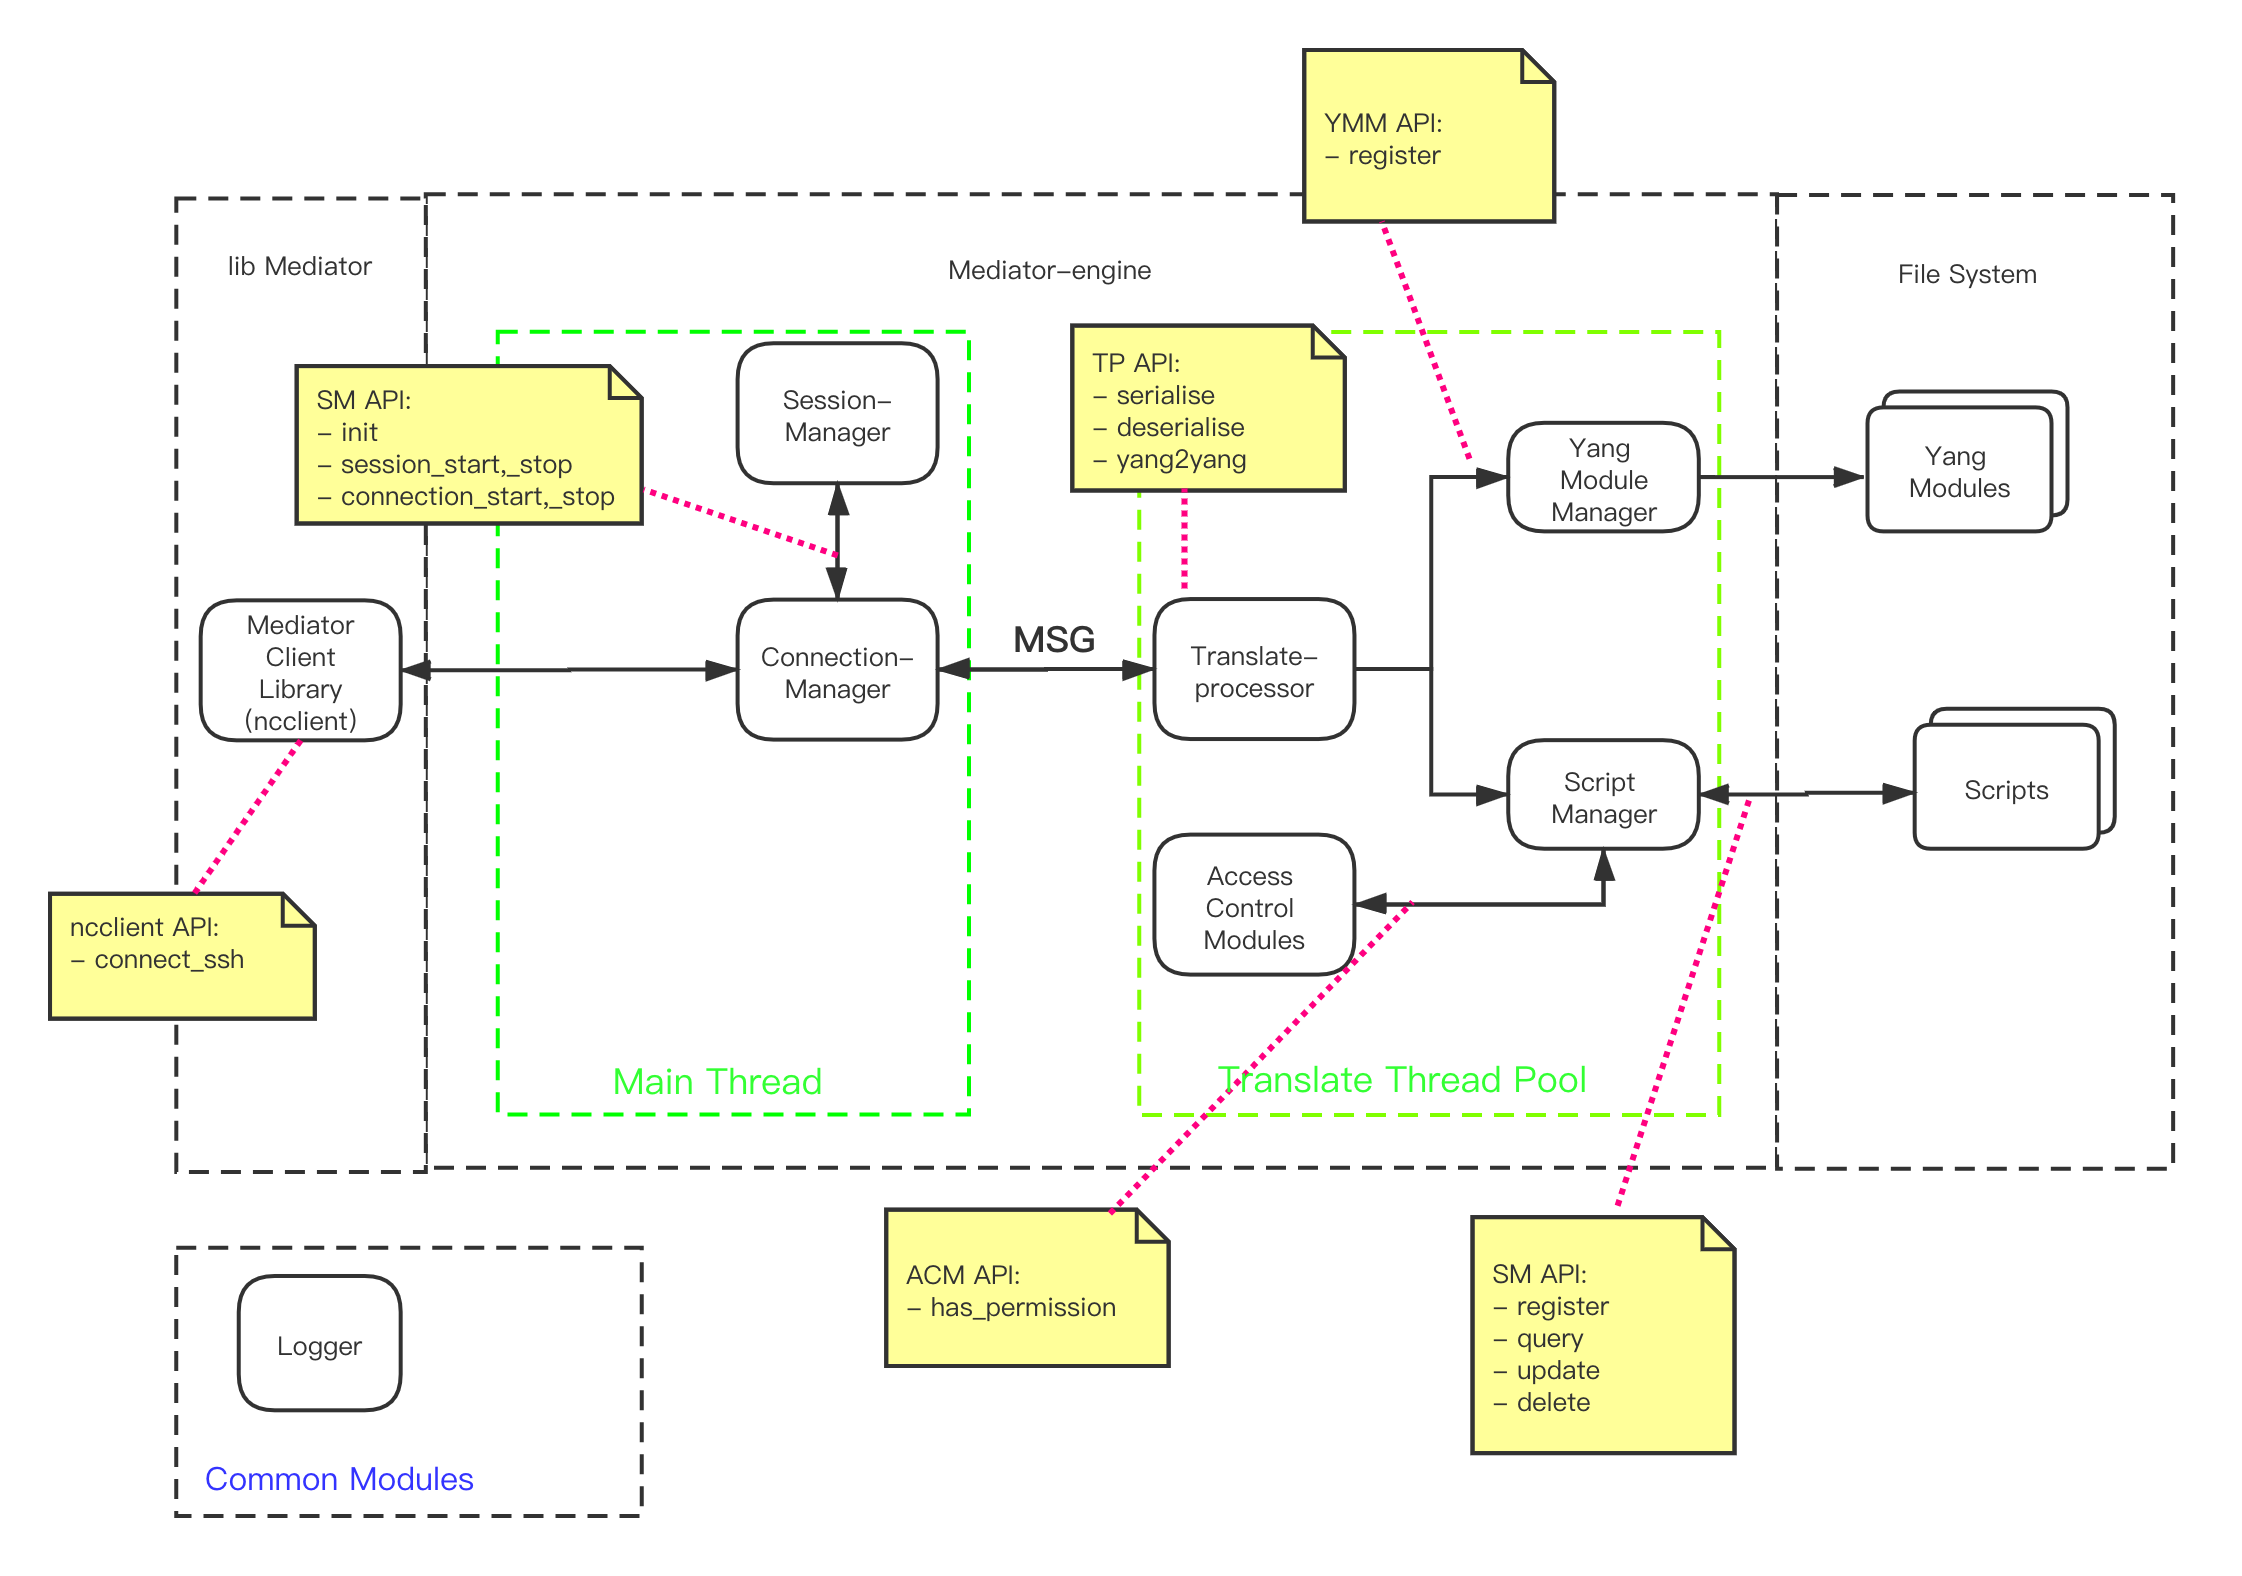 YMM API:
– register
lib Mediator
Mediator–engine
File System
SM API:
– init
– session_start,_stop
– connection_start,_stop
Session–
Manager
TP API:
– serialise
– deserialise
– yang2yang
Yang
Module
Manager
Yang
Modules
Mediator
Client
Library
(ncclient)
Connection–
Manager
MSG
Translate–
processor
Script
Manager
Scripts
Access
Control
Modules
ncclient API:
– connect_ssh
Main Thread
Translate Thread Pool
ACM API:
– has_permission
SM API:
– register
– query
– update
– delete
Logger
Common Modules